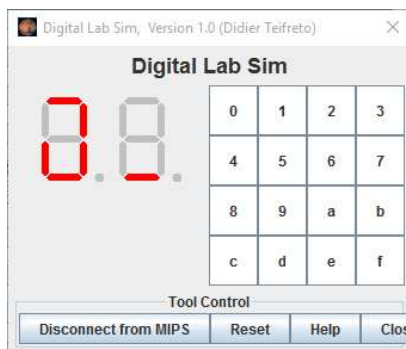 Digital Lab Sim, Version 1.0 (Didier Teifreto)
Digital Lab Sim
0 1 2 3
4 5 6 7
8 9 a b
c d e f
Tool Control
Disconnect from MIPS Reset Help Clos